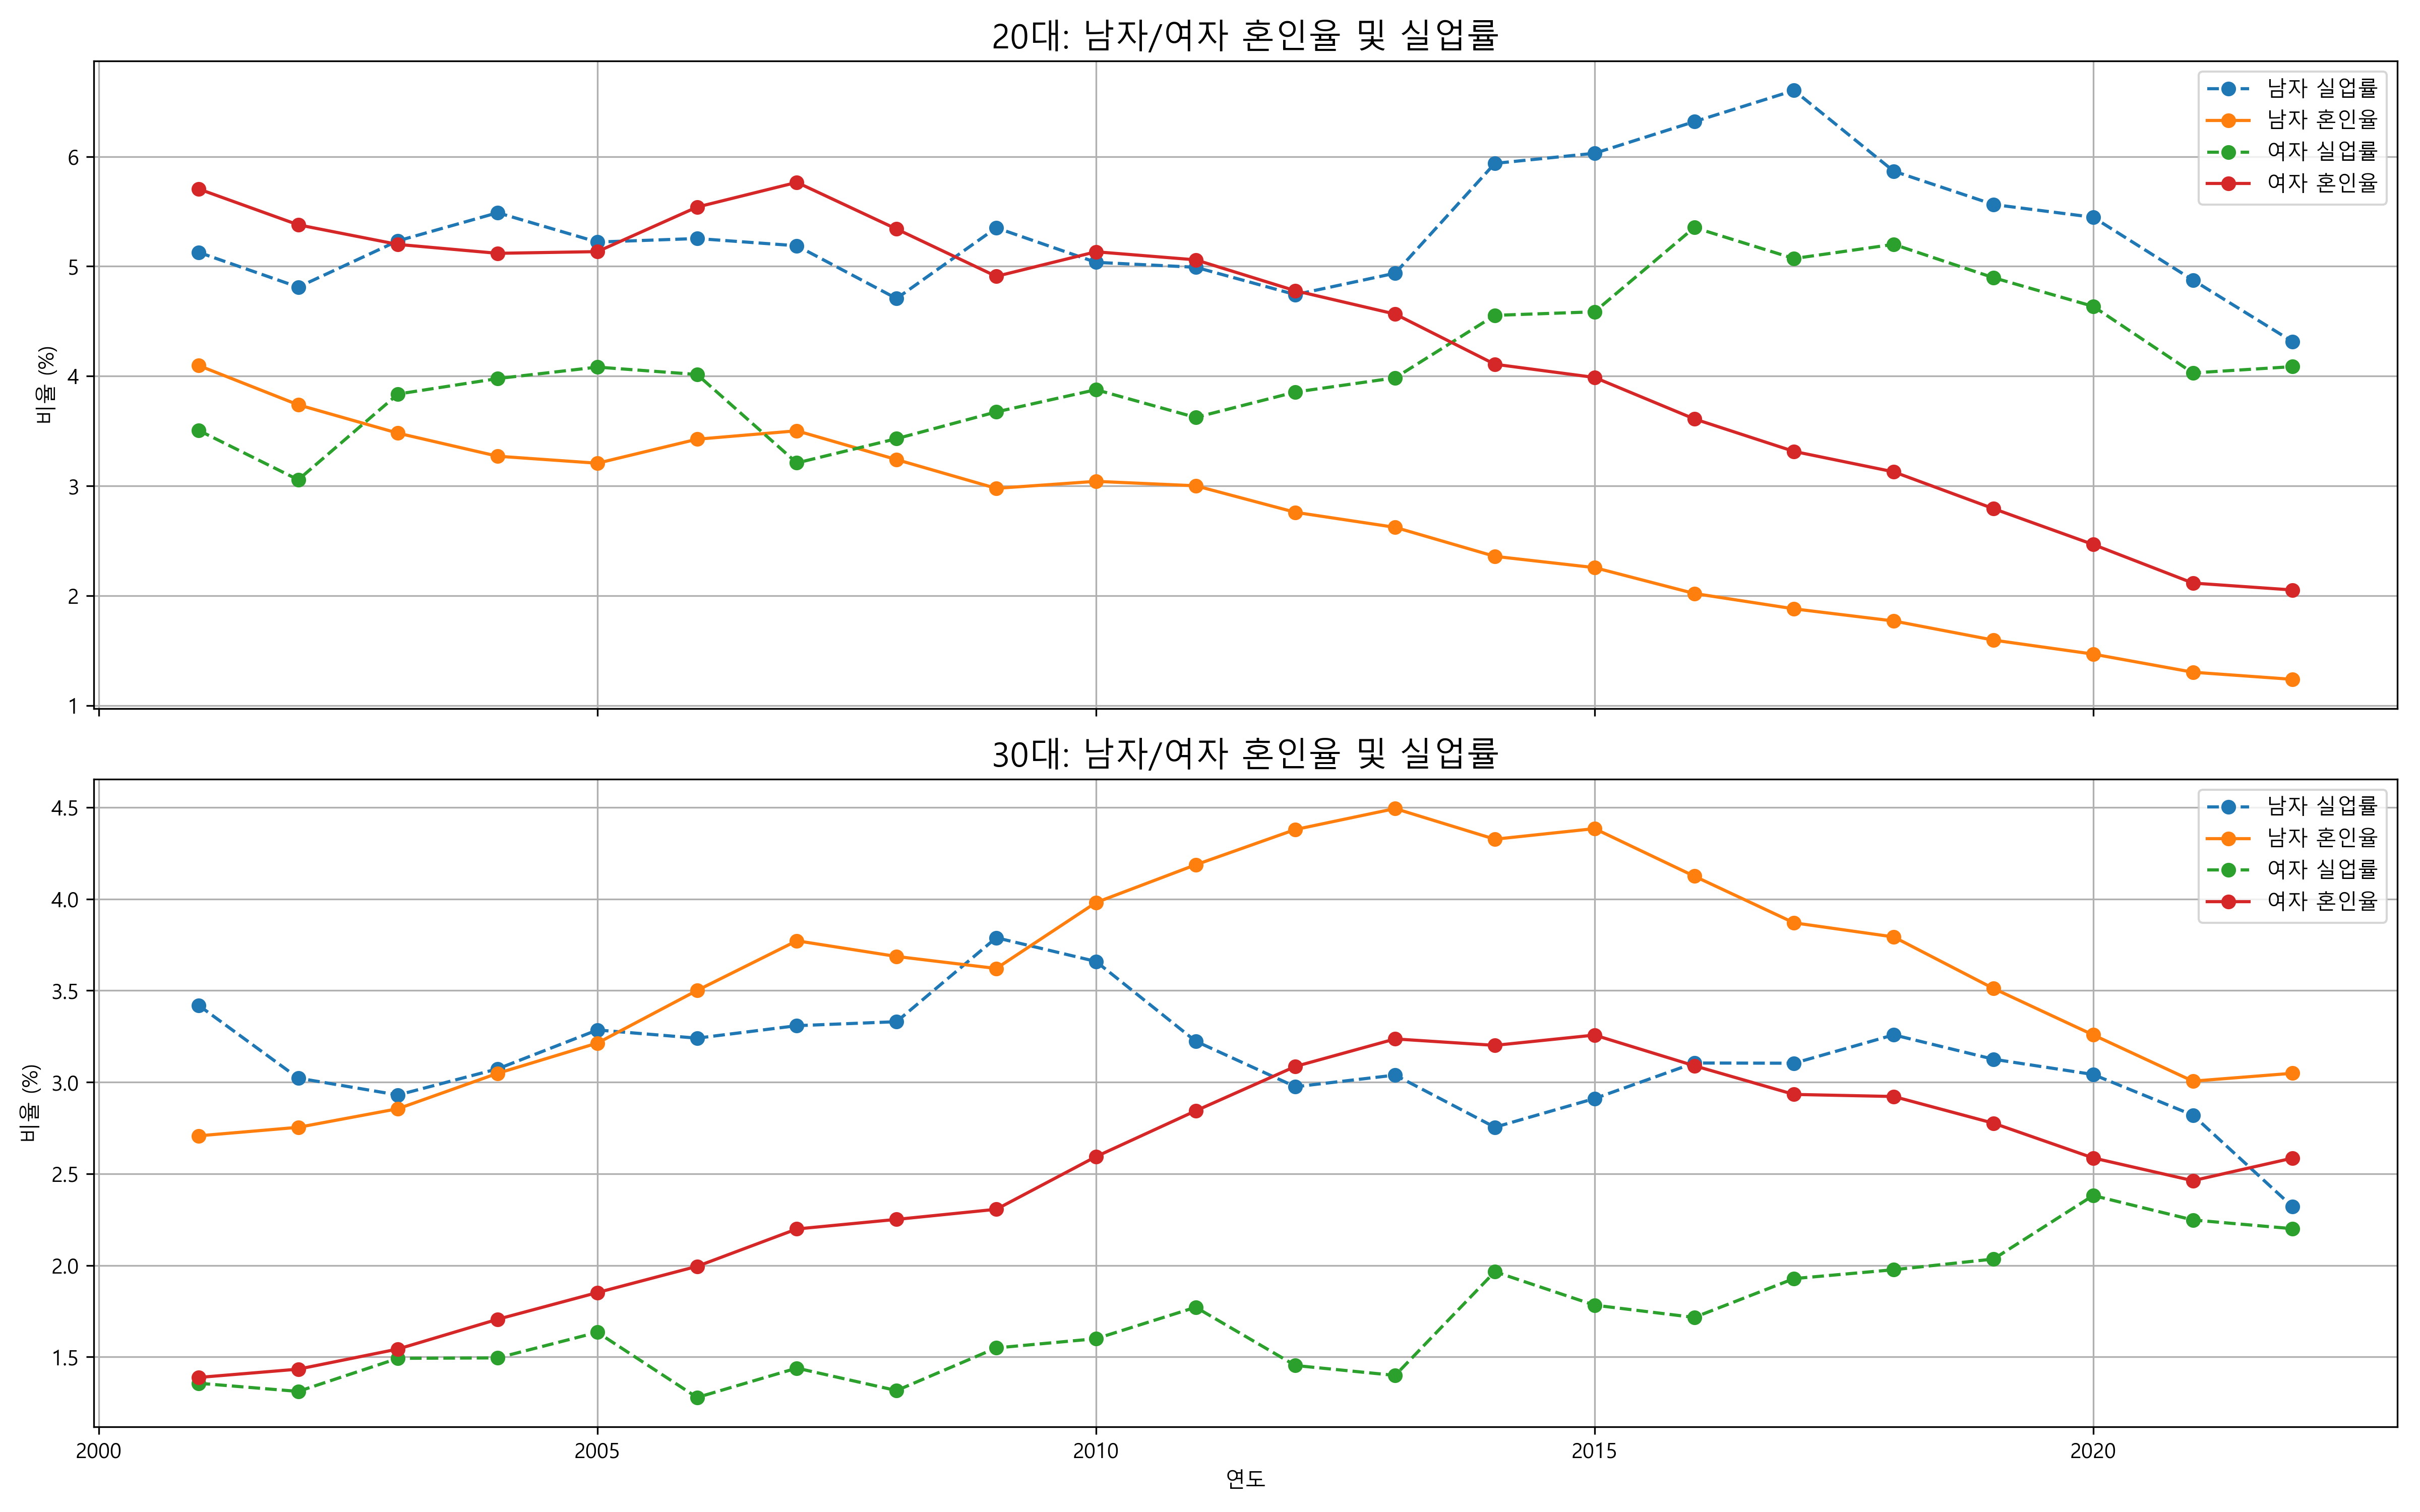 20대: 남자/여자 혼인율 및 실업률
남자 실업률
남자 혼인율
여자 실업률
여자 혼인율
비율 (%)
6
5
4
3
2
1
30대: 남자/여자 혼인율 및 실업률
남자 실업률
남자 혼인율
여자 실업률
여자 혼인율
비율 (%)
4.5
4.0
3.5
3.0
2.5
2.0
1.5
2000 2005 2010 2015 2020
연도